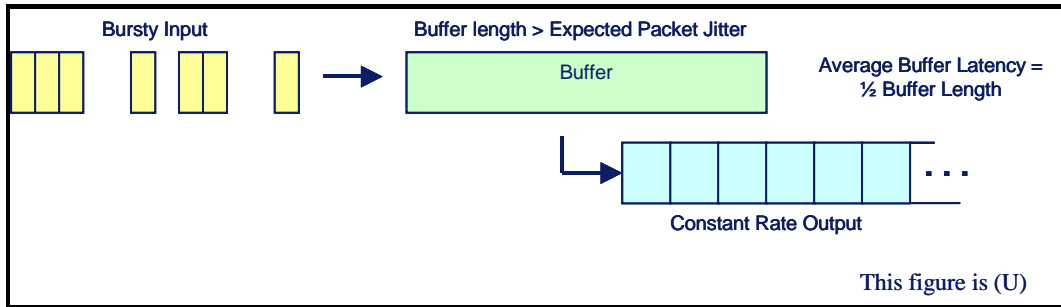 Bursty Input
Buffer length > Expected Packet Jitter
Buffer
Average Buffer Latency =
½ Buffer Length
. . .
Constant Rate Output
This figure is (U)